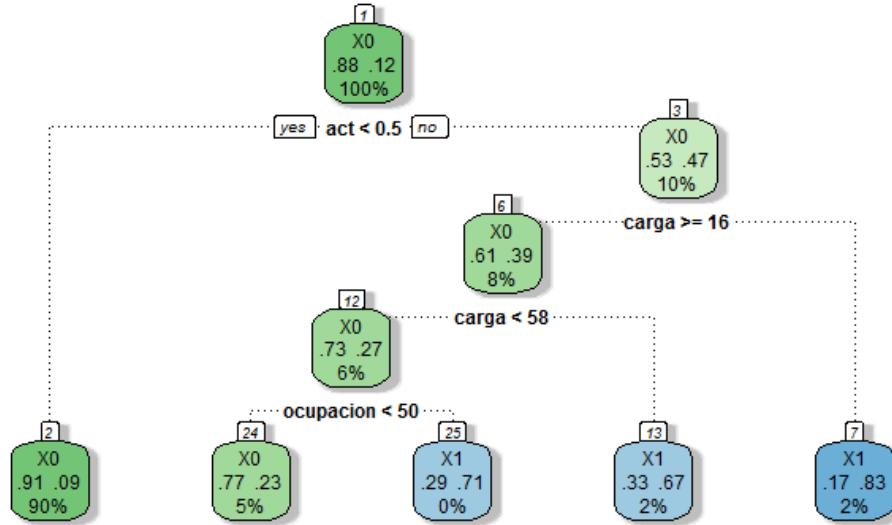 1
X0
.88 .12
100%
yes act < 0.5 no
3
X0
.53 .47
10%
carga >= 16
6
X0
.61 .39
8%
carga < 58
12
X0
.73 .27
6%
ocupacion < 50
2
X0
.91 .09
90%
24
X0
.77 .23
5%
25
X1
.29 .71
0%
13
X1
.33 .67
2%
7
X1
.17 .83
2%